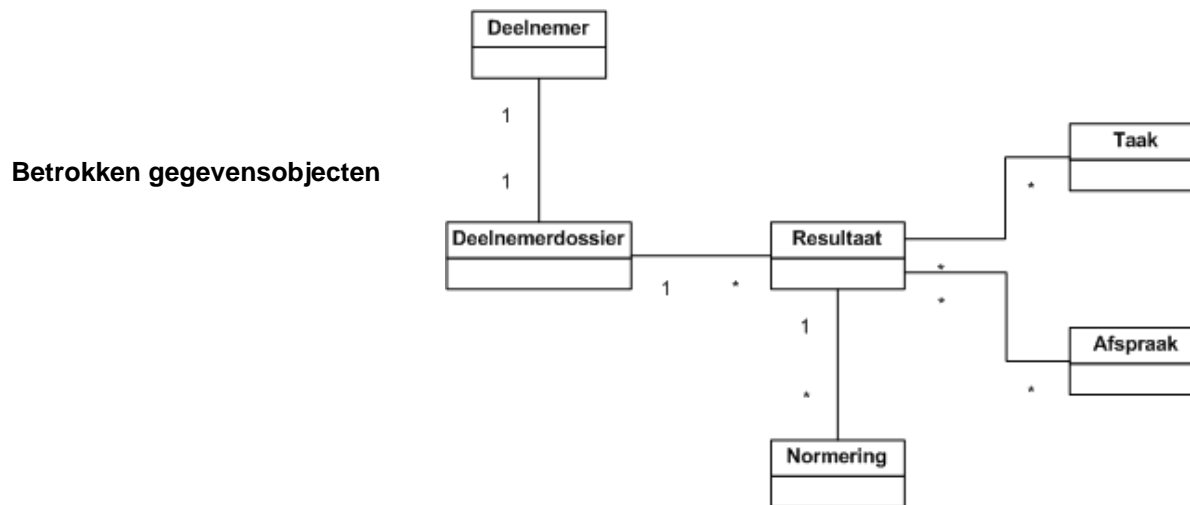 Deelnemer
1
Taak
Betrokken gegevensobjecten
1
*
Deelnemerdossier
Resultaat
*
1
*
*
1
Afspraak
*
*
Normering